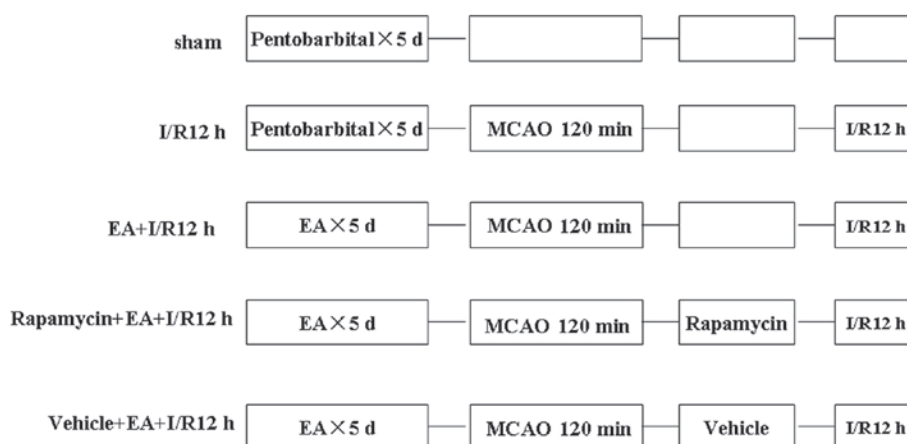 sham Pentobarbital×5 d
I/R12 h Pentobarbital×5 d MCAO 120 min I/R12 h
EA+I/R12 h EA×5 d MCAO 120 min I/R12 h
Rapamycin+EA+I/R12 h EA×5 d MCAO 120 min Rapamycin I/R12 h
Vehicle+EA+I/R12 h EA×5 d MCAO 120 min Vehicle I/R12 h